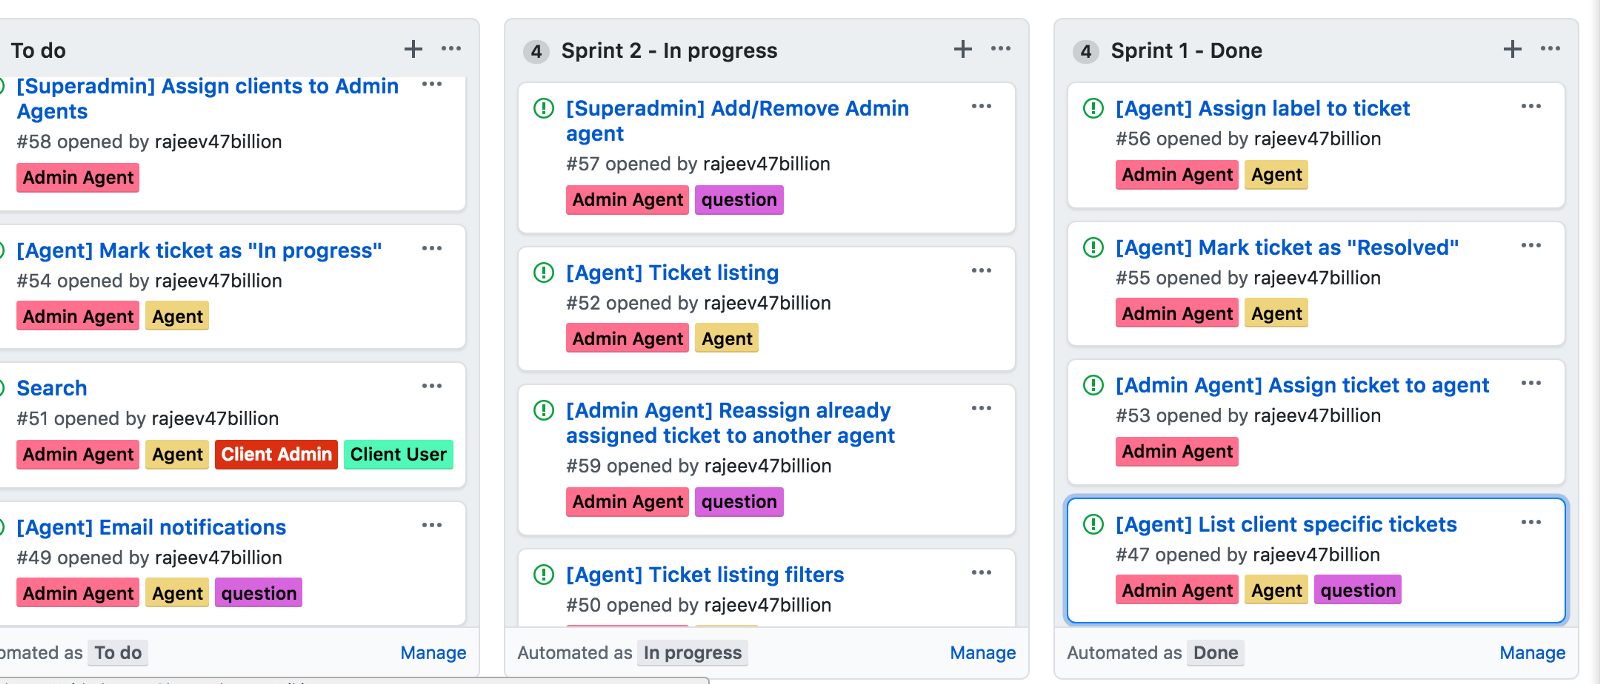 To do
[Superadmin] Assign clients to Admin
Agents
#58 opened by rajeev47billion
Admin Agent
[Agent] Mark ticket as "In progress"
#54 opened by rajeev47billion
Admin Agent Agent
Search
#51 opened by rajeev47billion
Admin Agent Agent Client Admin Client User
[Agent] Email notifications
#49 opened by rajeev47billion
Admin Agent Agent question
omated as To do Manage
4 Sprint 2 - In progress
[Superadmin] Add/Remove Admin
agent
#57 opened by rajeev47billion
Admin Agent question
[Agent] Ticket listing
#52 opened by rajeev47billion
Admin Agent Agent
[Admin Agent] Reassign already
assigned ticket to another agent
#59 opened by rajeev47billion
Admin Agent question
[Agent] Ticket listing filters
#50 opened by rajeev47billion
Automated as In progress Manage
4 Sprint 1 - Done
[Agent] Assign label to ticket
#56 opened by rajeev47billion
Admin Agent Agent
[Agent] Mark ticket as "Resolved"
#55 opened by rajeev47billion
Admin Agent Agent
[Admin Agent] Assign ticket to agent
#53 opened by rajeev47billion
Admin Agent
[Agent] List client specific tickets
#47 opened by rajeev47billion
Admin Agent Agent question
Automated as Done Manage